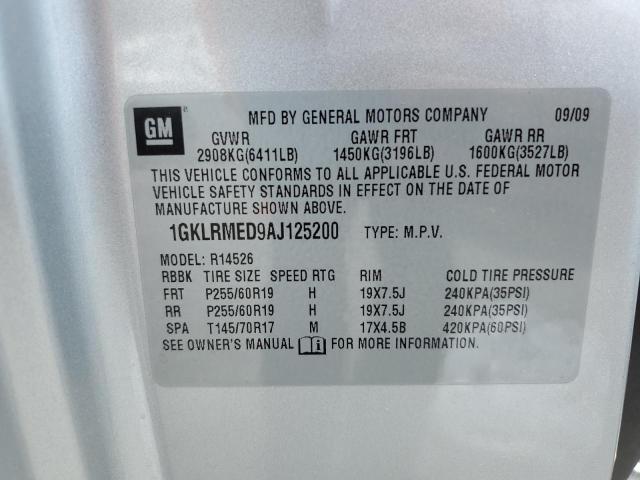 GM
MFD BY GENERAL MOTORS COMPANY 09/09
GVWR GAWR FRT GAWR RR
2908KG(6411LB) 1450KG(3196LB) 1600KG(3527LB)
THIS VEHICLE CONFORMS TO ALL APPLICABLE U.S. FEDERAL MOTOR
VEHICLE SAFETY STANDARDS IN EFFECT ON THE DATE OF
MANUFACTURE SHOWN ABOVE.
1GKLRMED9AJ125200 TYPE: M.P.V.
MODEL: R14526
RBBK TIRE SIZE SPEED RTG RIM COLD TIRE PRESSURE
FRT P255/60R19 H 19X7.5J 240KPA(35PSI)
RR P255/60R19 H 19X7.5J 240KPA(35PSI)
SPA T145/70R17 M 17X4.5B 420KPA(60PSI)
SEE OWNER'S MANUAL i FOR MORE INFORMATION.